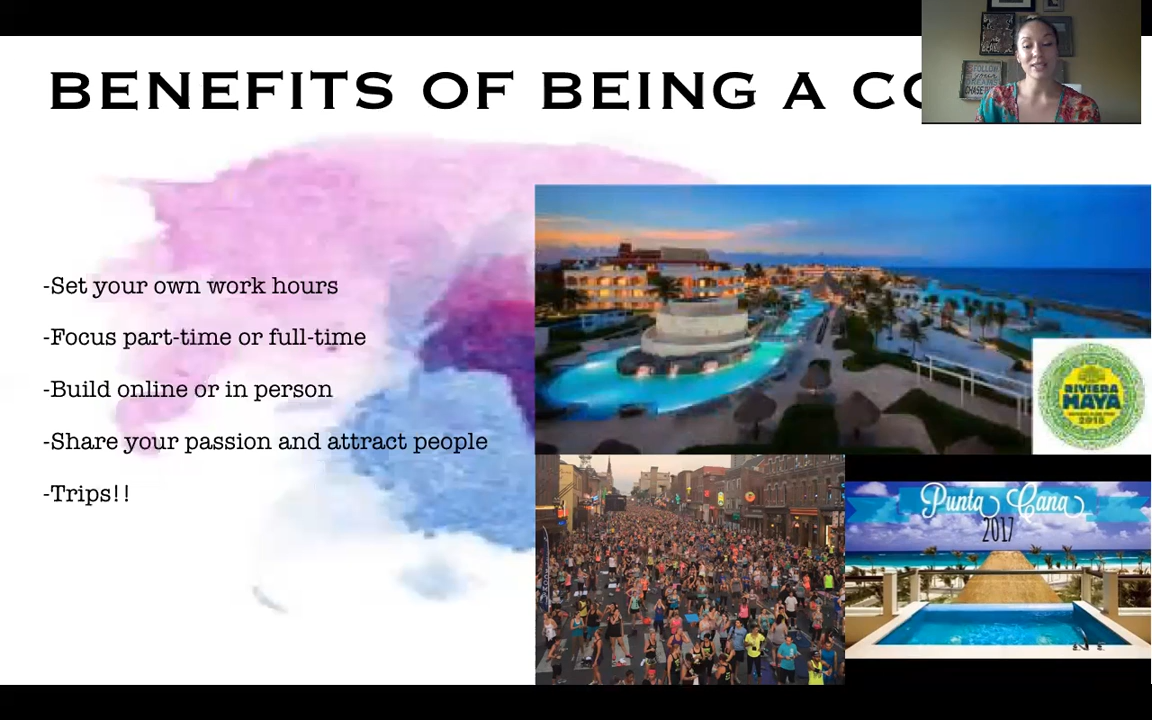 BENEFITS OF BEING A CO
-Set your own work hours
-Focus part-time or full-time
-Build online or in person
-Share your passion and attract people
-Trips!!
RIVIERA
MAYA
2018
Punta Cana
2017